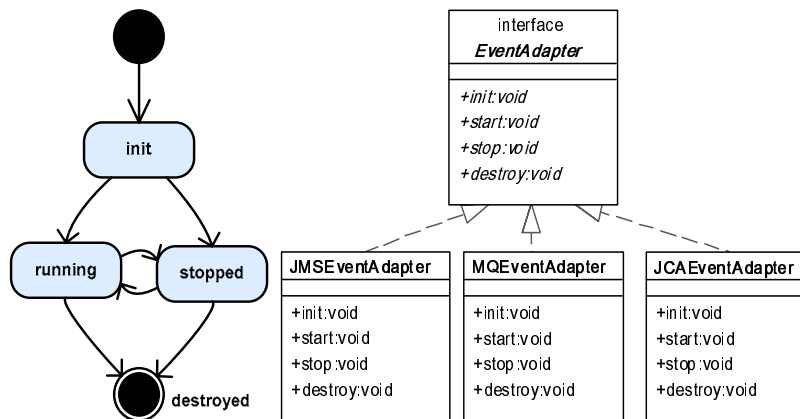 init
running
stopped
destroyed
interface
EventAdapter
+init:void
+start:void
+stop:void
+destroy:void
JMSEventAdapter
+init:void
+start:void
+stop:void
+destroy:void
MQEventAdapter
+init:void
+start:void
+stop:void
+destroy:void
JCAEventAdapter
+init:void
+start:void
+stop:void
+destroy:void